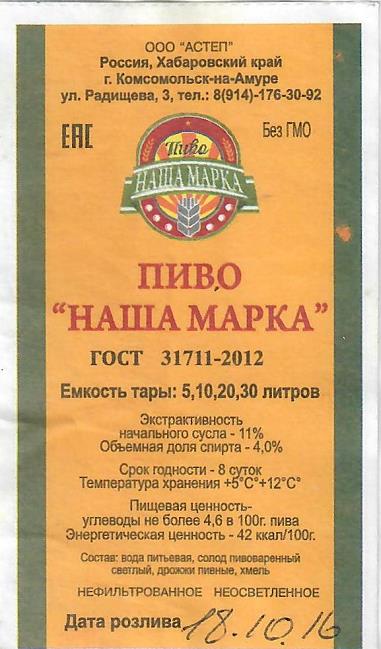 ООО "АСТЕП"
Россия, Хабаровский край
г. Комсомольск-на-Амуре
ул. Радищева, 3, тел.: 8(914)-176-30-92
ЕАС
Без ГМО
Пиво
НАША МАРКА
ПИВО
“НАША МАРКА”
ГОСТ 31711-2012
Емкость тары: 5,10,20,30 литров
Экстрактивность
начального сусла - 11%
Объемная доля спирта - 4,0%
Срок годности - 8 суток
Температура хранения +5°С°+12°С°
Пищевая ценность-
углеводы не более 4,6 в 100г. пива
Энергетическая ценность - 42 ккал/100г.
Состав: вода питьевая, солод пивоваренный
светлый, дрожжи пивные, хмель
НЕФИЛЬТРОВАННОЕ НЕОСВЕТЛЕННОЕ
Дата розлива 18.10.16